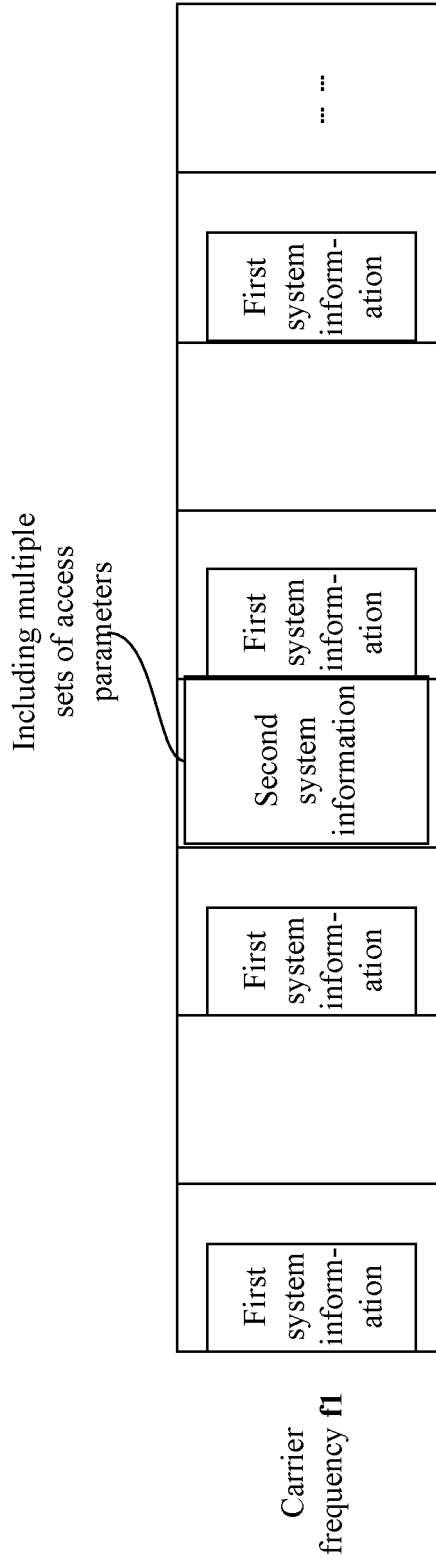 Including multiple
sets of access
parameters
Carrier
frequency f1
First
system
inform-
ation
First
system
inform-
ation
Second
system
information
First
system
inform-
ation
First
system
inform-
ation
... ...